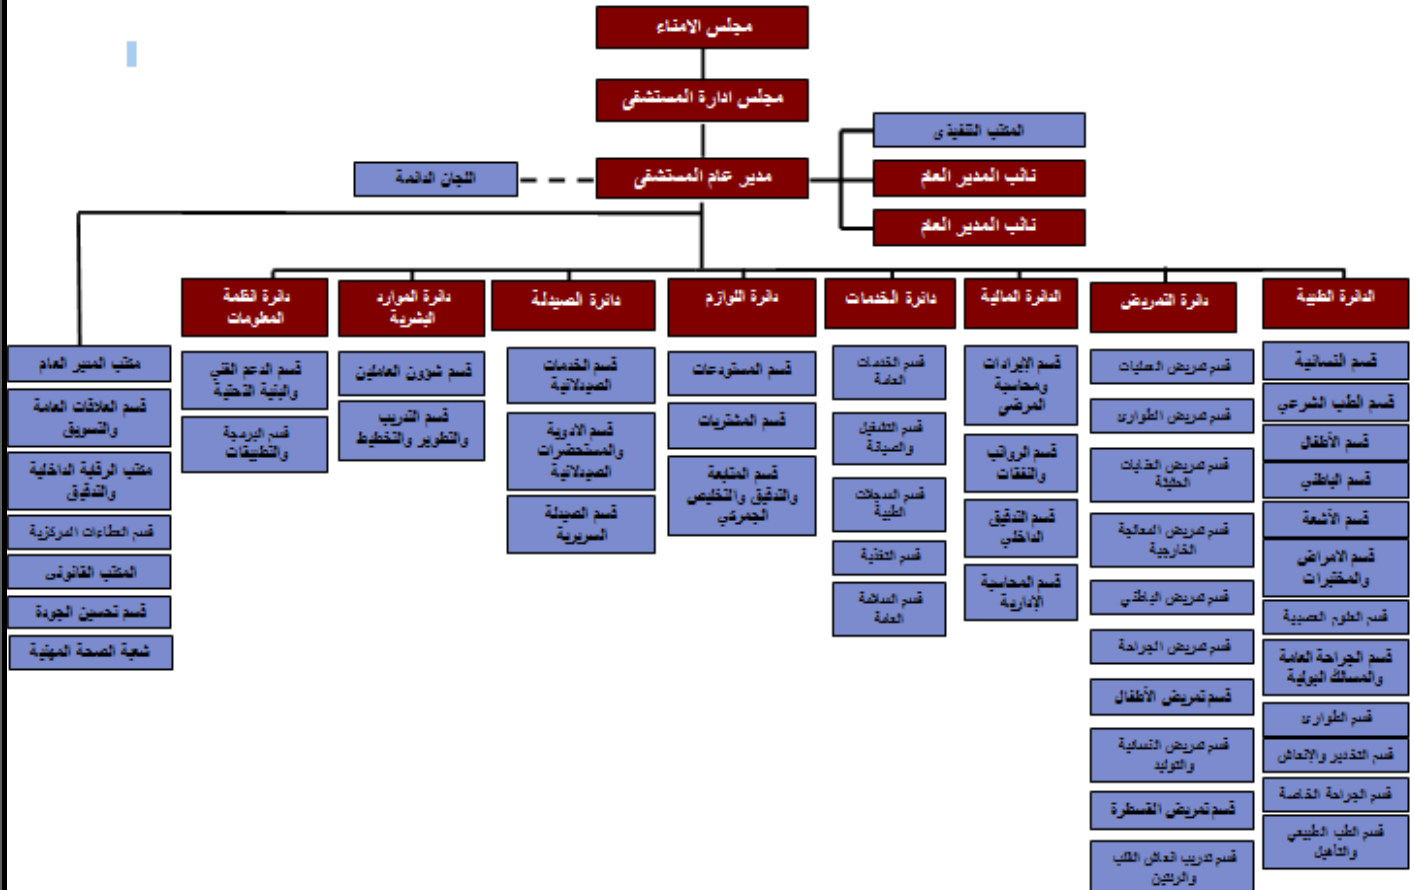 مجلس الامناء
مجلس ادارة المستشفى
المكتب التنفيذي
مدير عام المستشفى
اللجان الدائمة
نائب المدير العام
نائب المدير العام
الدائرة الطبية
قسم النسائية
قسم الطب الشرعي
قسم الأطفال
قسم الباطني
قسم الأشعة
قسم الامراض
والمختبرات
قسم العلوم العصبية
قسم الجراحة العامة
والمسالك البولية
قسم الطوارئ
قسم التخدير والإنعاش
قسم الجراحة الخاصة
قسم الطب الطبيعي
والتأهيل
دائرة التمريض
قسم تمريض العمليات
قسم تمريض الطوارئ
قسم تمريض العنايات
الحثيثة
قسم تمريض المعالجة
الخارجية
قسم تمريض الباطني
قسم تمريض الجراحة
قسم تمريض الأطفال
قسم تمريض النسائية
والتوليد
قسم تمريض القسطرة
قسم تدريب انعاش القلب
والرئتين
الدائرة المالية
قسم الإيرادات
ومحاسبة
المرضى
قسم الرواتب
والنفقات
قسم التدقيق
الداخلي
قسم المحاسبة
الإدارية
دائرة الخدمات
قسم الخدمات
العامة
قسم التشغيل
والصيانة
قسم السجلات
الطبية
قسم التغذية
قسم السلامة
العامة
دائرة اللوازم
قسم المستودعات
قسم المشتريات
قسم المتابعة
والتدقيق والتخليص
الجمركي
دائرة الصيدلة
قسم الخدمات
الصيدلانية
قسم الادوية
والمستحضرات
الصيدلانية
قسم الصيدلة
السريرية
دائرة الموارد
البشرية
قسم شؤون العاملين
قسم التدريب
والتطوير والتخطيط
دائرة انظمة
المعلومات
قسم الدعم الفني
والبنية التحتية
قسم البرمجة
والتطبيقات
مكتب المدير العام
قسم العلاقات العامة
والتسويق
مكتب الرقابة الداخلية
والتدقيق
قسم العطاءات المركزية
المكتب القانوني
قسم تحسين الجودة
شعبة الصحة المهنية